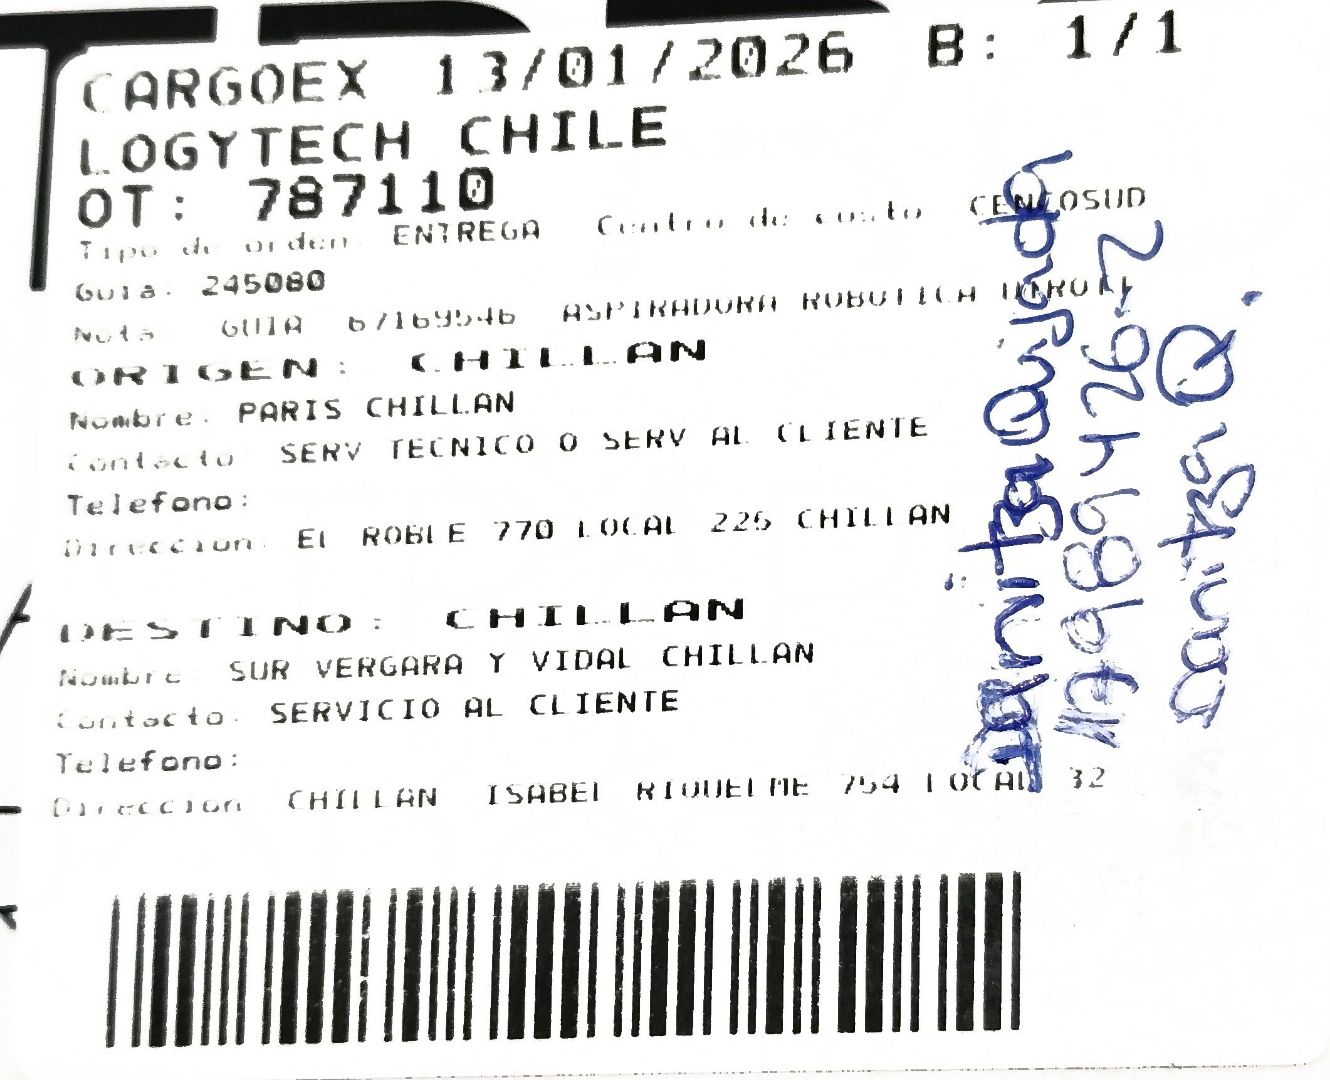 CARGOEX 13/01/2026 B: 1/1
LOGYTECH CHILE
OT: 787110
Tipo de orden: ENTREGA Centro de costo CENCOSUD
Guia: 245080
Nota: GUIA 67169546 ASPIRADORA ROBOTICA
ORIGEN: CHILLAN
Nombre: PARIS CHILLAN
Contacto: SERV TECNICO O SERV AL CLIENTE
Telefono:
Direccion: EL ROBLE 770 LOCAL 225 CHILLAN
DESTINO: CHILLAN
Nombre: SUR VERGARA Y VIDAL CHILLAN
Contacto: SERVICIO AL CLIENTE
Telefono:
Direccion: CHILLAN ISABEL RIQUELME 754 LOCAL 32
Danitza
Danitza Q.